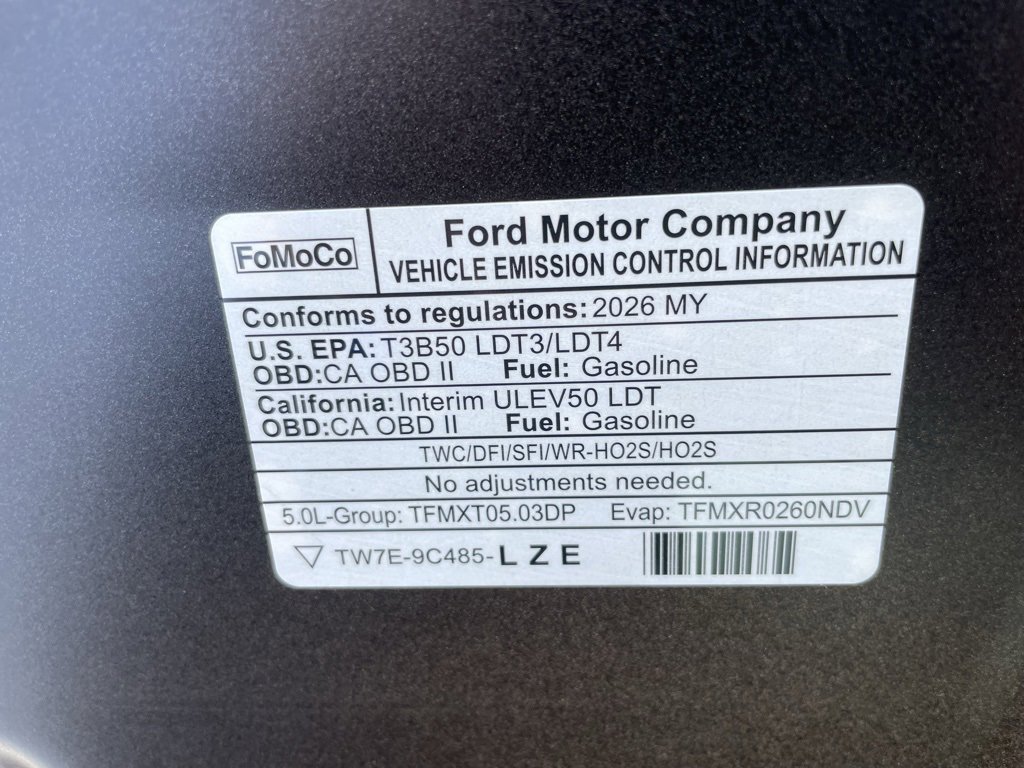 FoMoCo
Ford Motor Company
VEHICLE EMISSION CONTROL INFORMATION
Conforms to regulations: 2026 MY
U.S. EPA: T3B50 LDT3/LDT4
OBD:CA OBD II Fuel: Gasoline
California: Interim ULEV50 LDT
OBD:CA OBD II Fuel: Gasoline
TWC/DFI/SFI/WR-HO2S/HO2S
No adjustments needed.
5.0L-Group: TFMXT05.03DP Evap: TFMXR0260NDV
TW7E-9C485-LZE